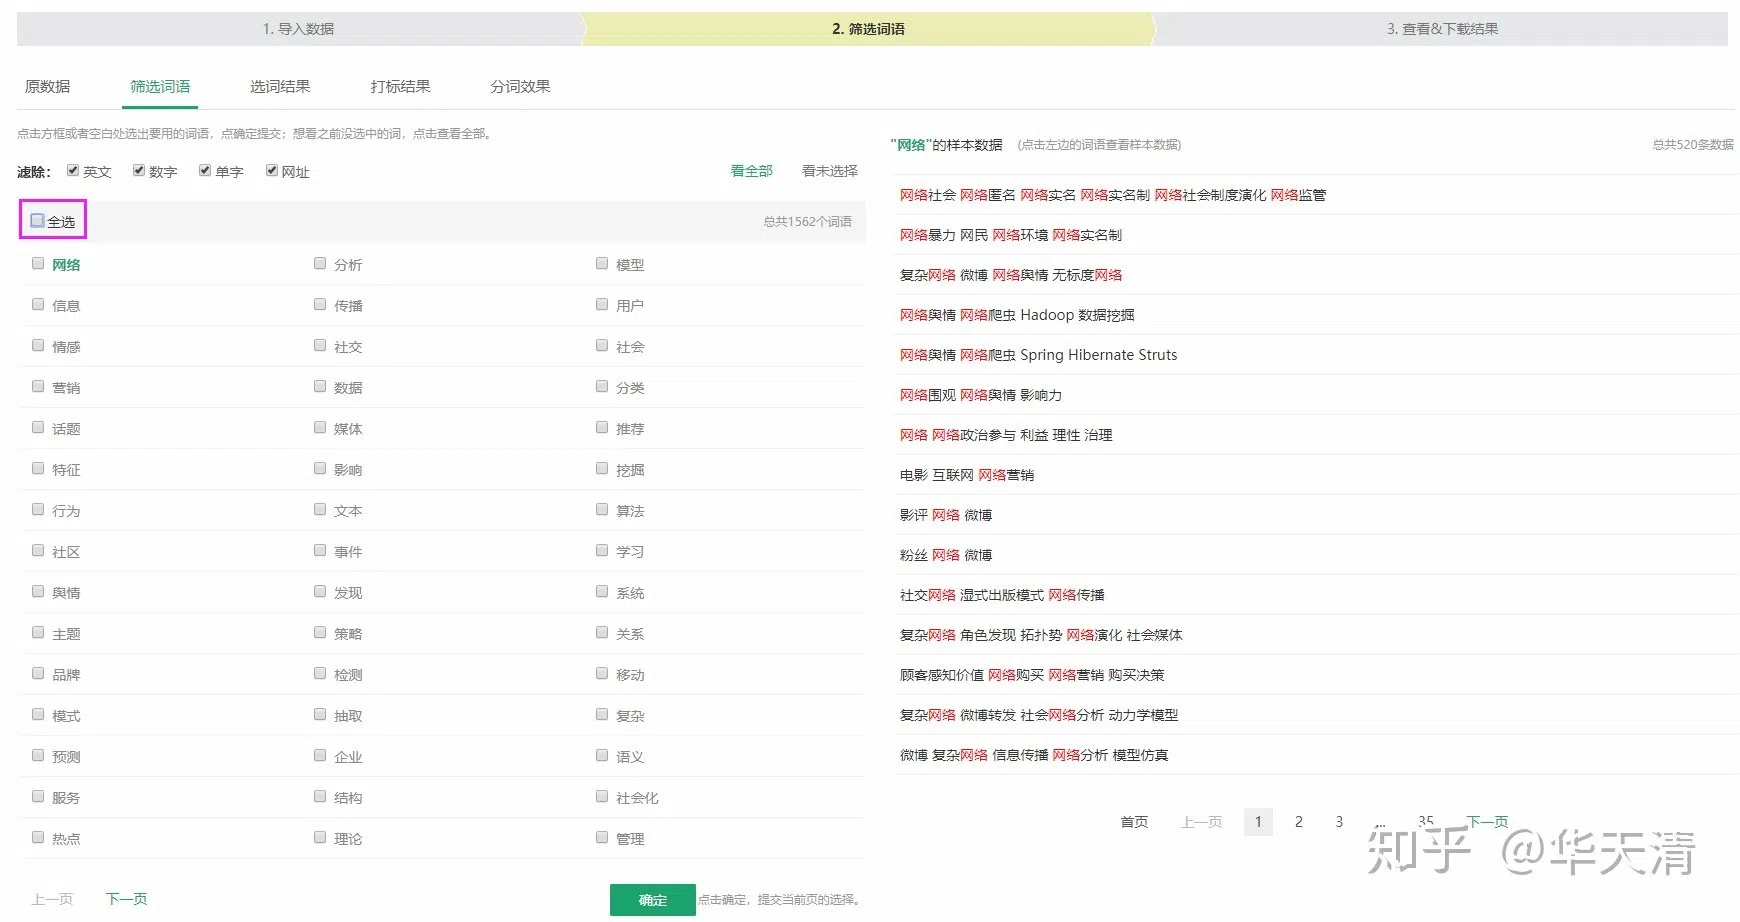 1. 导入数据 2. 筛选词语 3. 查看&下载结果
原数据 筛选词语 选词结果 打标结果 分词效果
点击方框或者空白处选出要用的词语，点确定提交；想看之前没选中的词，点击查看全部。
滤除： 英文 数字 单字 网址 看全部 看未选择
全选 总共1562个词语
网络 分析 模型
信息 传播 用户
情感 社交 社会
营销 数据 分类
话题 媒体 推荐
特征 影响 挖掘
行为 文本 算法
社区 事件 学习
舆情 发现 系统
主题 策略 关系
品牌 检测 移动
模式 抽取 复杂
预测 企业 语义
服务 结构 社会化
热点 理论 管理
上一页 下一页 确定 点击确定，提交当前页的选择。
"网络"的样本数据 (点击左边的词语查看样本数据) 总共520条数据
网络社会 网络匿名 网络实名 网络实名制 网络社会制度演化 网络监管
网络暴力 网民 网络环境 网络实名制
复杂网络 微博 网络舆情 无标度网络
网络舆情 网络爬虫 Hadoop 数据挖掘
网络舆情 网络爬虫 Spring Hibernate Struts
网络围观 网络舆情 影响力
网络 网络政治参与 利益 理性 治理
电影 互联网 网络营销
影评 网络 微博
粉丝 网络 微博
社交网络 湿式出版模式 网络传播
复杂网络 角色发现 拓扑势 网络演化 社会媒体
顾客感知价值 网络购买 网络营销 购买决策
复杂网络 微博转发 社会网络分析 动力学模型
微博 复杂网络 信息传播 网络分析 模型仿真
首页 上一页 1 2 3 ... 35 下一页
知乎 @华天清